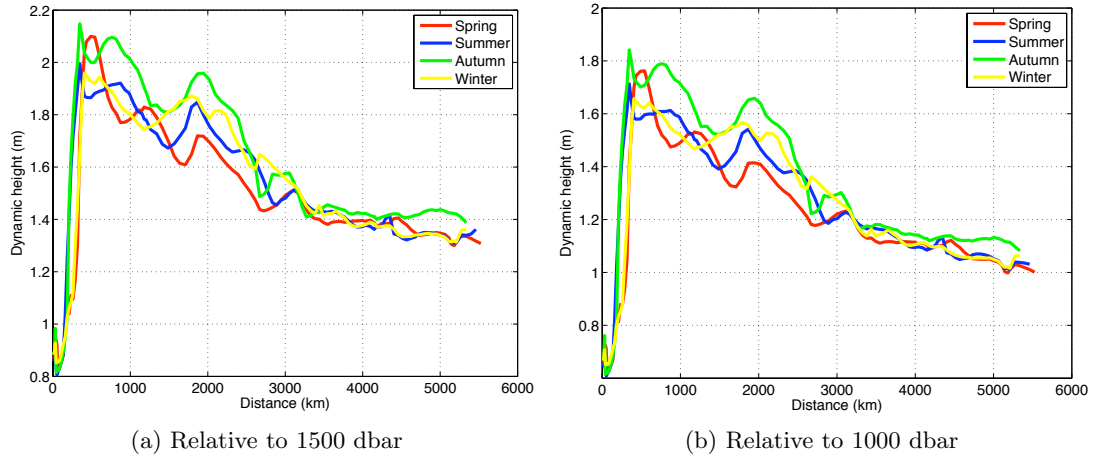 2.2
2
1.8
1.6
1.4
1.2
1
0.8
0 1000 2000 3000 4000 5000 6000
Distance (km)
Dynamic height (m)
Spring
Summer
Autumn
Winter
(a) Relative to 1500 dbar
2
1.8
1.6
1.4
1.2
1
0.8
0 1000 2000 3000 4000 5000 6000
Distance (km)
Dynamic height (m)
Spring
Summer
Autumn
Winter
(b) Relative to 1000 dbar